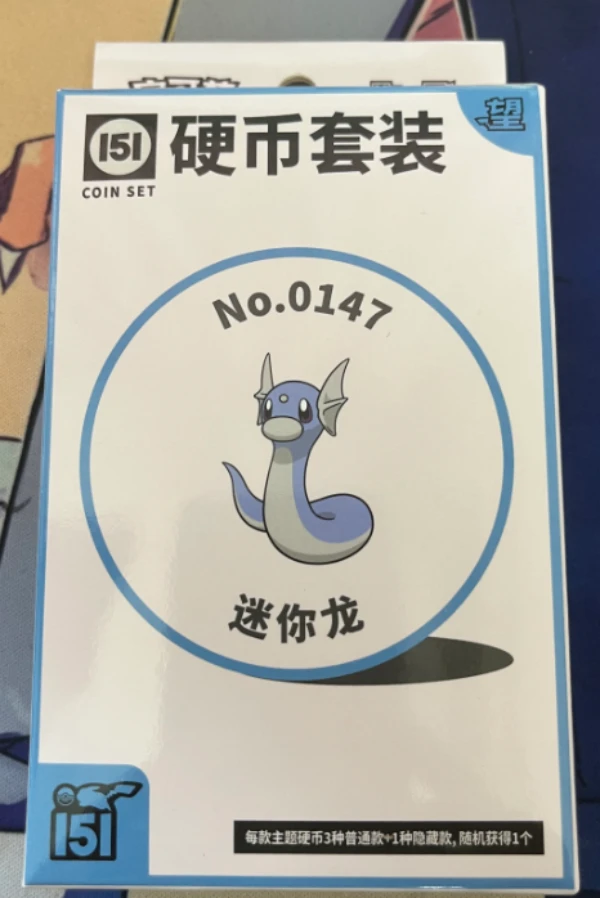 151
硬币套装
望
COIN SET
No.0147
迷你龙
151
每款主题硬币3种普通款+1种隐藏款, 随机获得1个